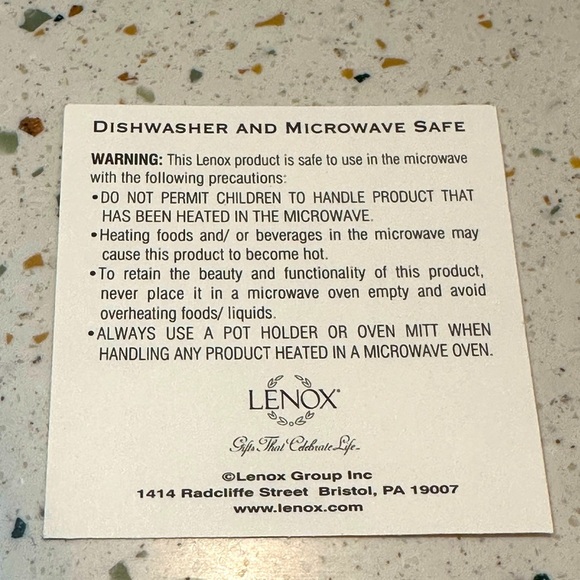 DISHWASHER AND MICROWAVE SAFE
WARNING: This Lenox product is safe to use in the microwave
with the following precautions:
•DO NOT PERMIT CHILDREN TO HANDLE PRODUCT THAT
HAS BEEN HEATED IN THE MICROWAVE.
•Heating foods and/ or beverages in the microwave may
cause this product to become hot.
•To retain the beauty and functionality of this product,
never place it in a microwave oven empty and avoid
overheating foods/ liquids.
•ALWAYS USE A POT HOLDER OR OVEN MITT WHEN
HANDLING ANY PRODUCT HEATED IN A MICROWAVE OVEN.
LENOX®
Gifts That Celebrate Life
©Lenox Group Inc
1414 Radcliffe Street Bristol, PA 19007
www.lenox.com